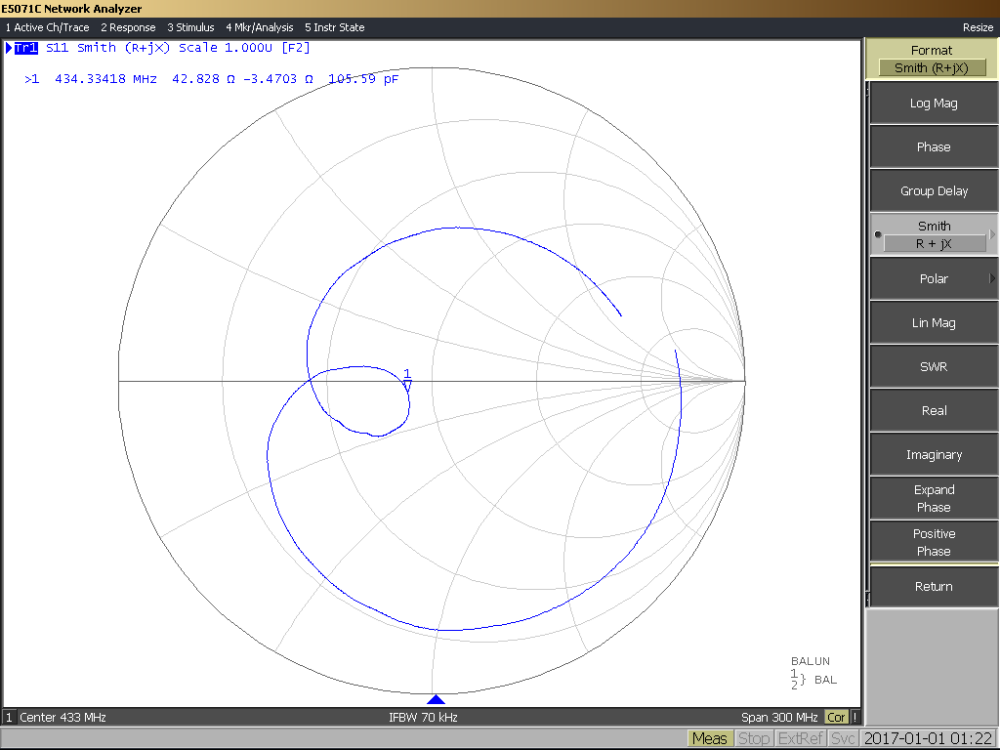 E5071C Network Analyzer
1 Active Ch/Trace 2 Response 3 Stimulus 4 Mkr/Analysis 5 Instr State
Resize
Tr1 S11 Smith (R+jX) Scale 1.000U [F2]
>1 434.33418 MHz 42.828 Ω -3.4703 Ω 105.59 pF
1
Format
Smith (R+jX)
Log Mag
Phase
Group Delay
Smith
R + jX
Polar
Lin Mag
SWR
Real
Imaginary
Expand
Phase
Positive
Phase
Return
BALUN
1
2} BAL
1 Center 433 MHz IFBW 70 kHz Span 300 MHz Cor !
Meas Stop ExtRef Svc 2017-01-01 01:22